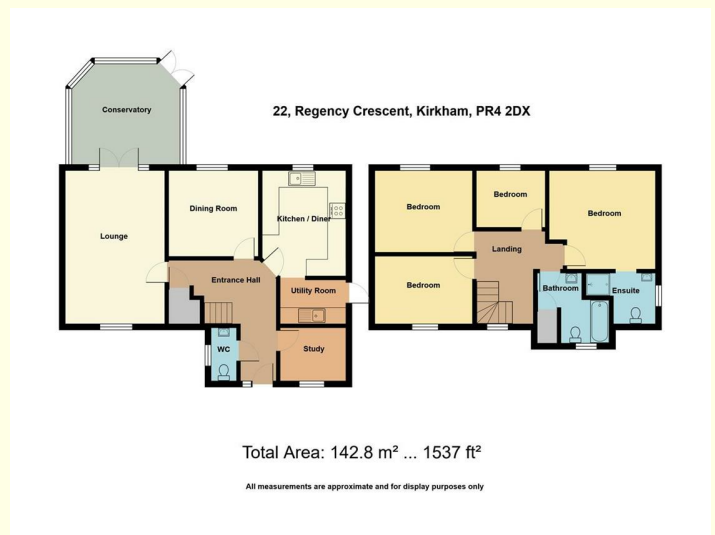 22, Regency Crescent, Kirkham, PR4 2DX
Conservatory
Lounge
Dining Room
Kitchen / Diner
Entrance Hall
Utility Room
WC
Study
Bedroom
Bedroom
Bedroom
Landing
Bedroom
Bathroom
Ensuite
Total Area: 142.8 m² ... 1537 ft²
All measurements are approximate and for display purposes only